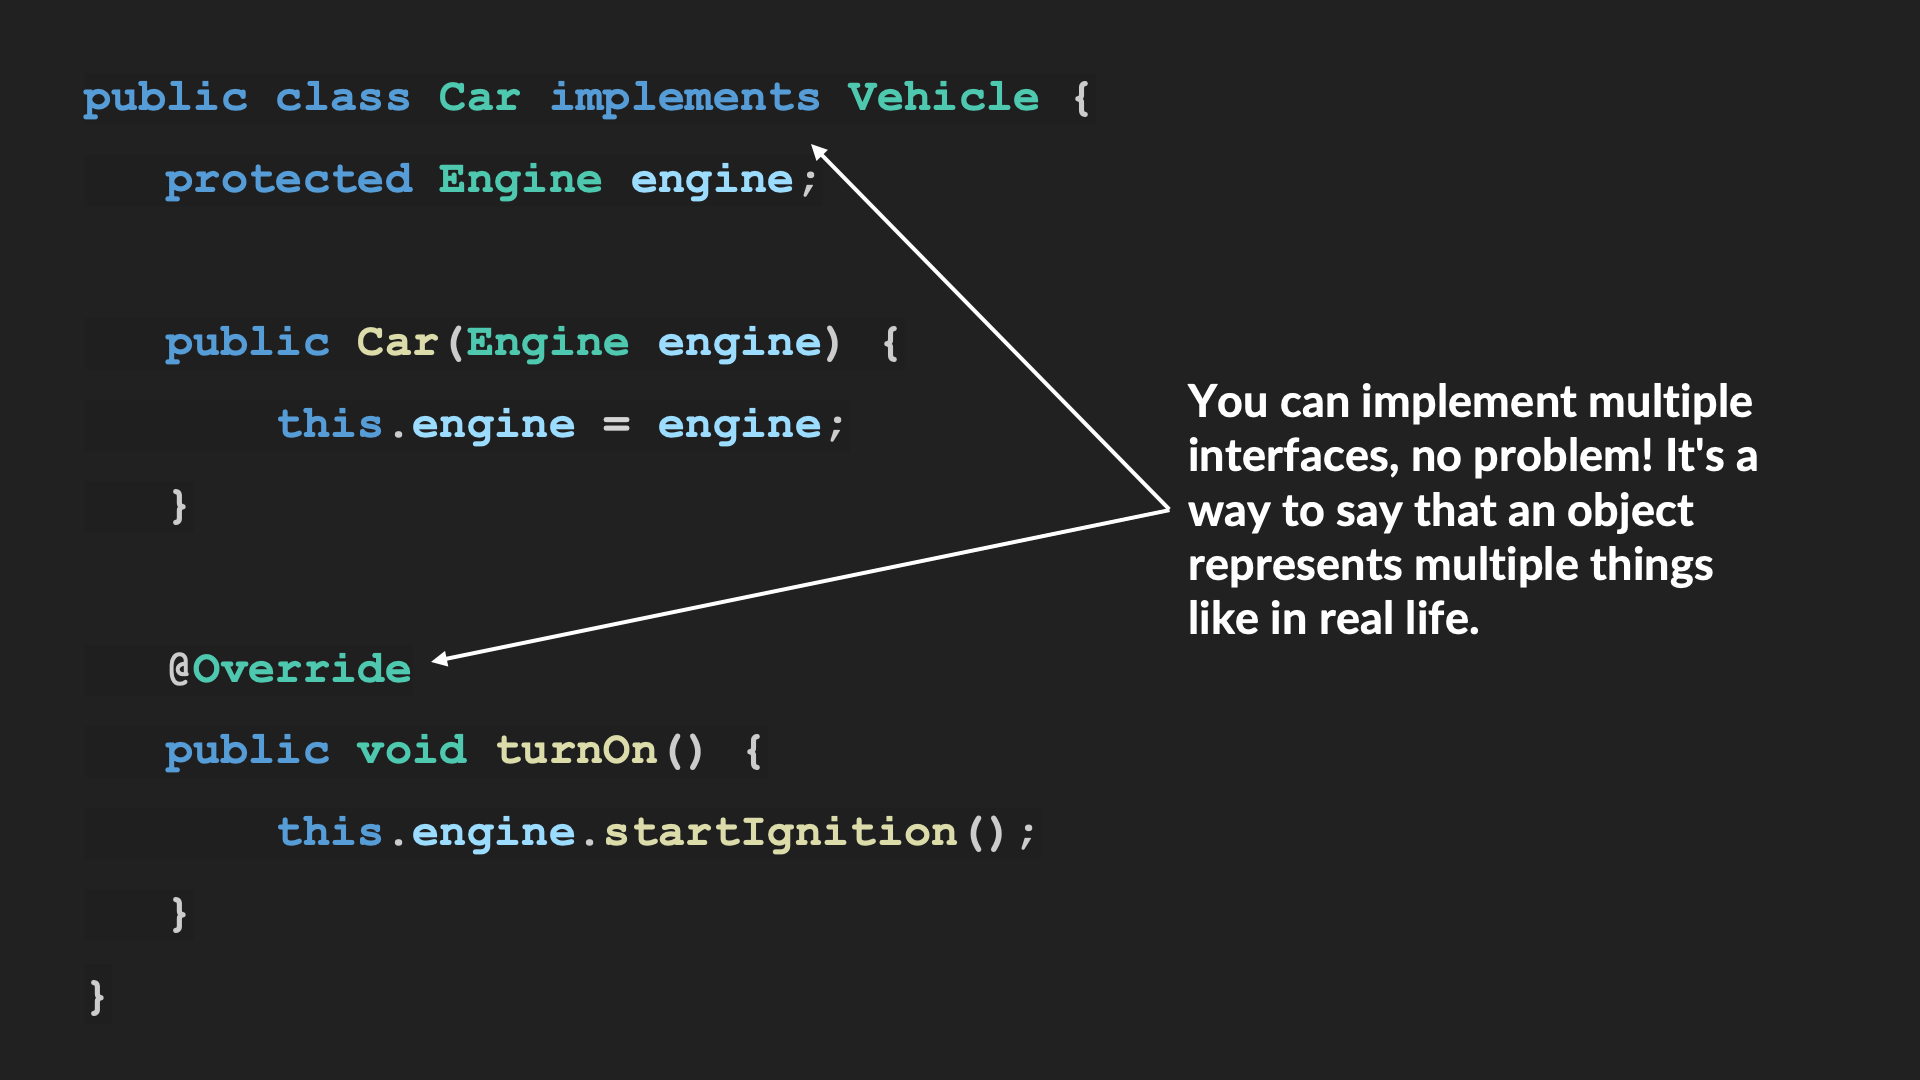 public class Car implements Vehicle {
protected Engine engine;
public Car(Engine engine) {
this.engine = engine;
}
@Override
public void turnOn() {
this.engine.startIgnition();
}
}
You can implement multiple
interfaces, no problem! It's a
way to say that an object
represents multiple things
like in real life.